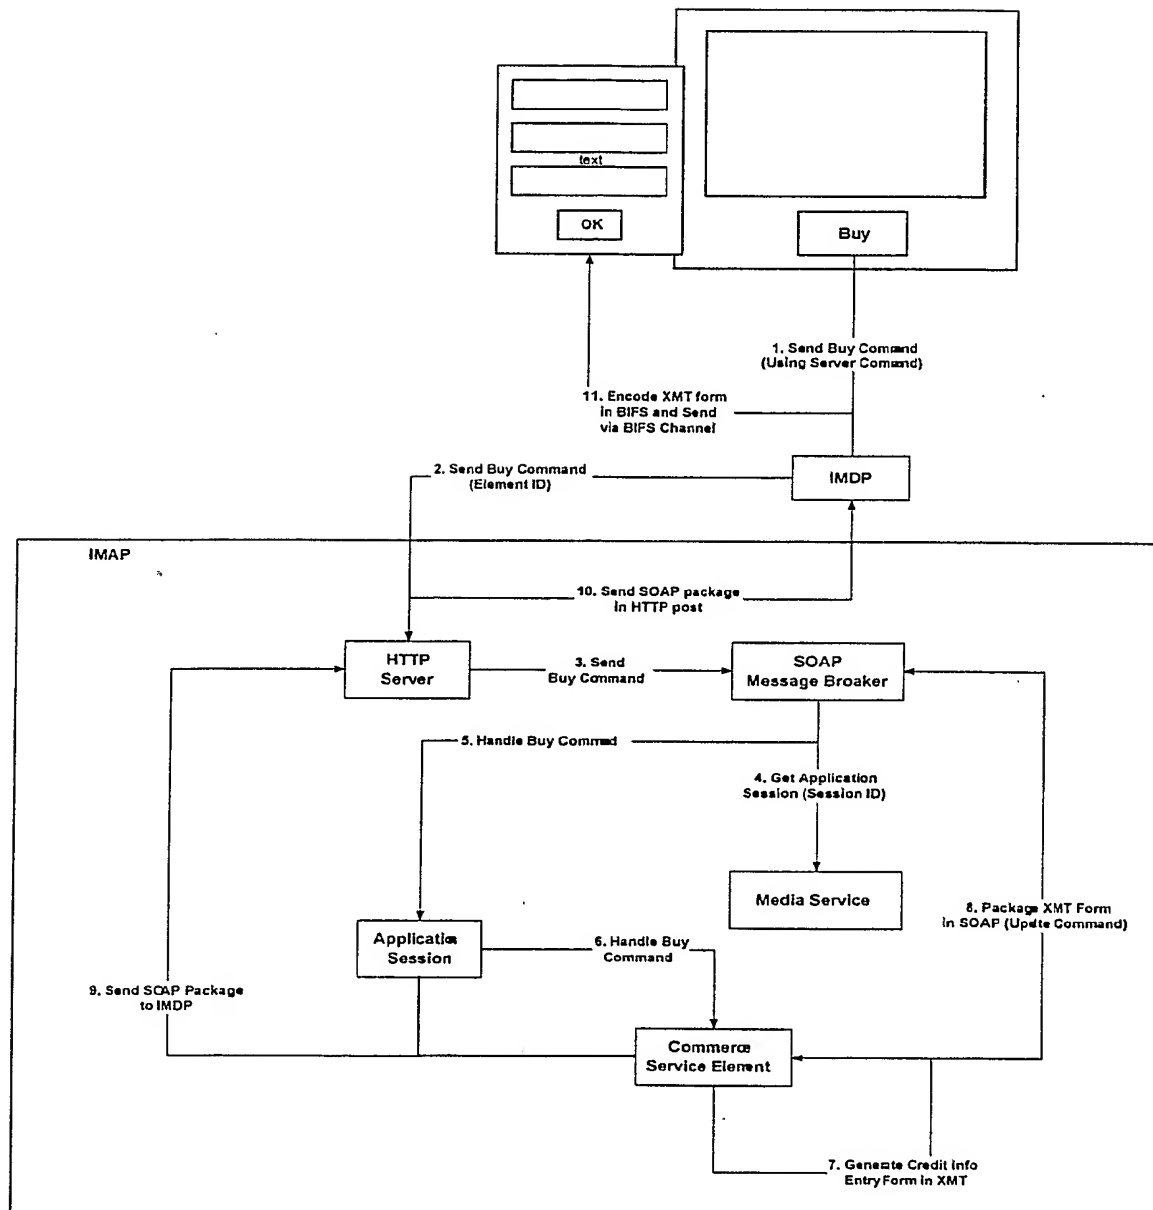 text
OK
Buy
1. Send Buy Command
(Using Server Comand)
11. Encode XMT form
in BIFS and Send
via BIFS Channel
2. Send Buy Command
(Element ID)
IMDP
IMAP
10. Send SOAP package
in HTTP post
HTTP
Server
3. Send
Buy Command
SOAP
Message Broaker
5. Handle Buy Commad
4. Get Application
Session (Session ID)
Media Service
8. Package XMT Form
in SOAP (Update Command)
Application
Session
6. Handle Buy
Command
9. Send SOAP Package
to IMDP
Commerce
Service Element
7. Generate Credit Info
Entry Form in XMT